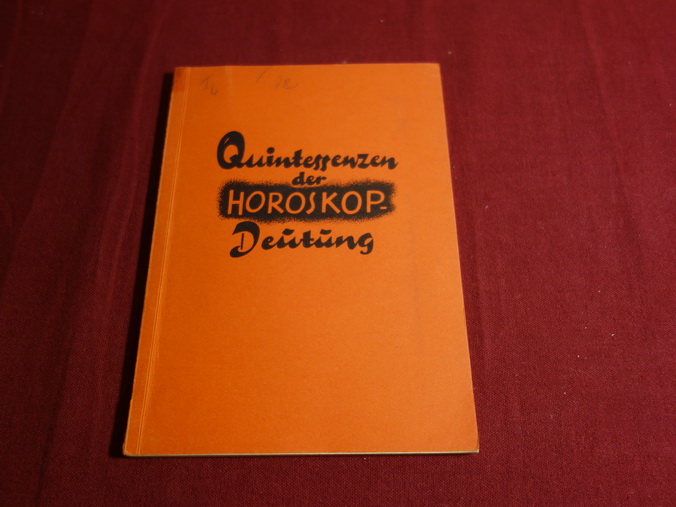 Quintessenzen
der
HOROSKOP-
Deutung